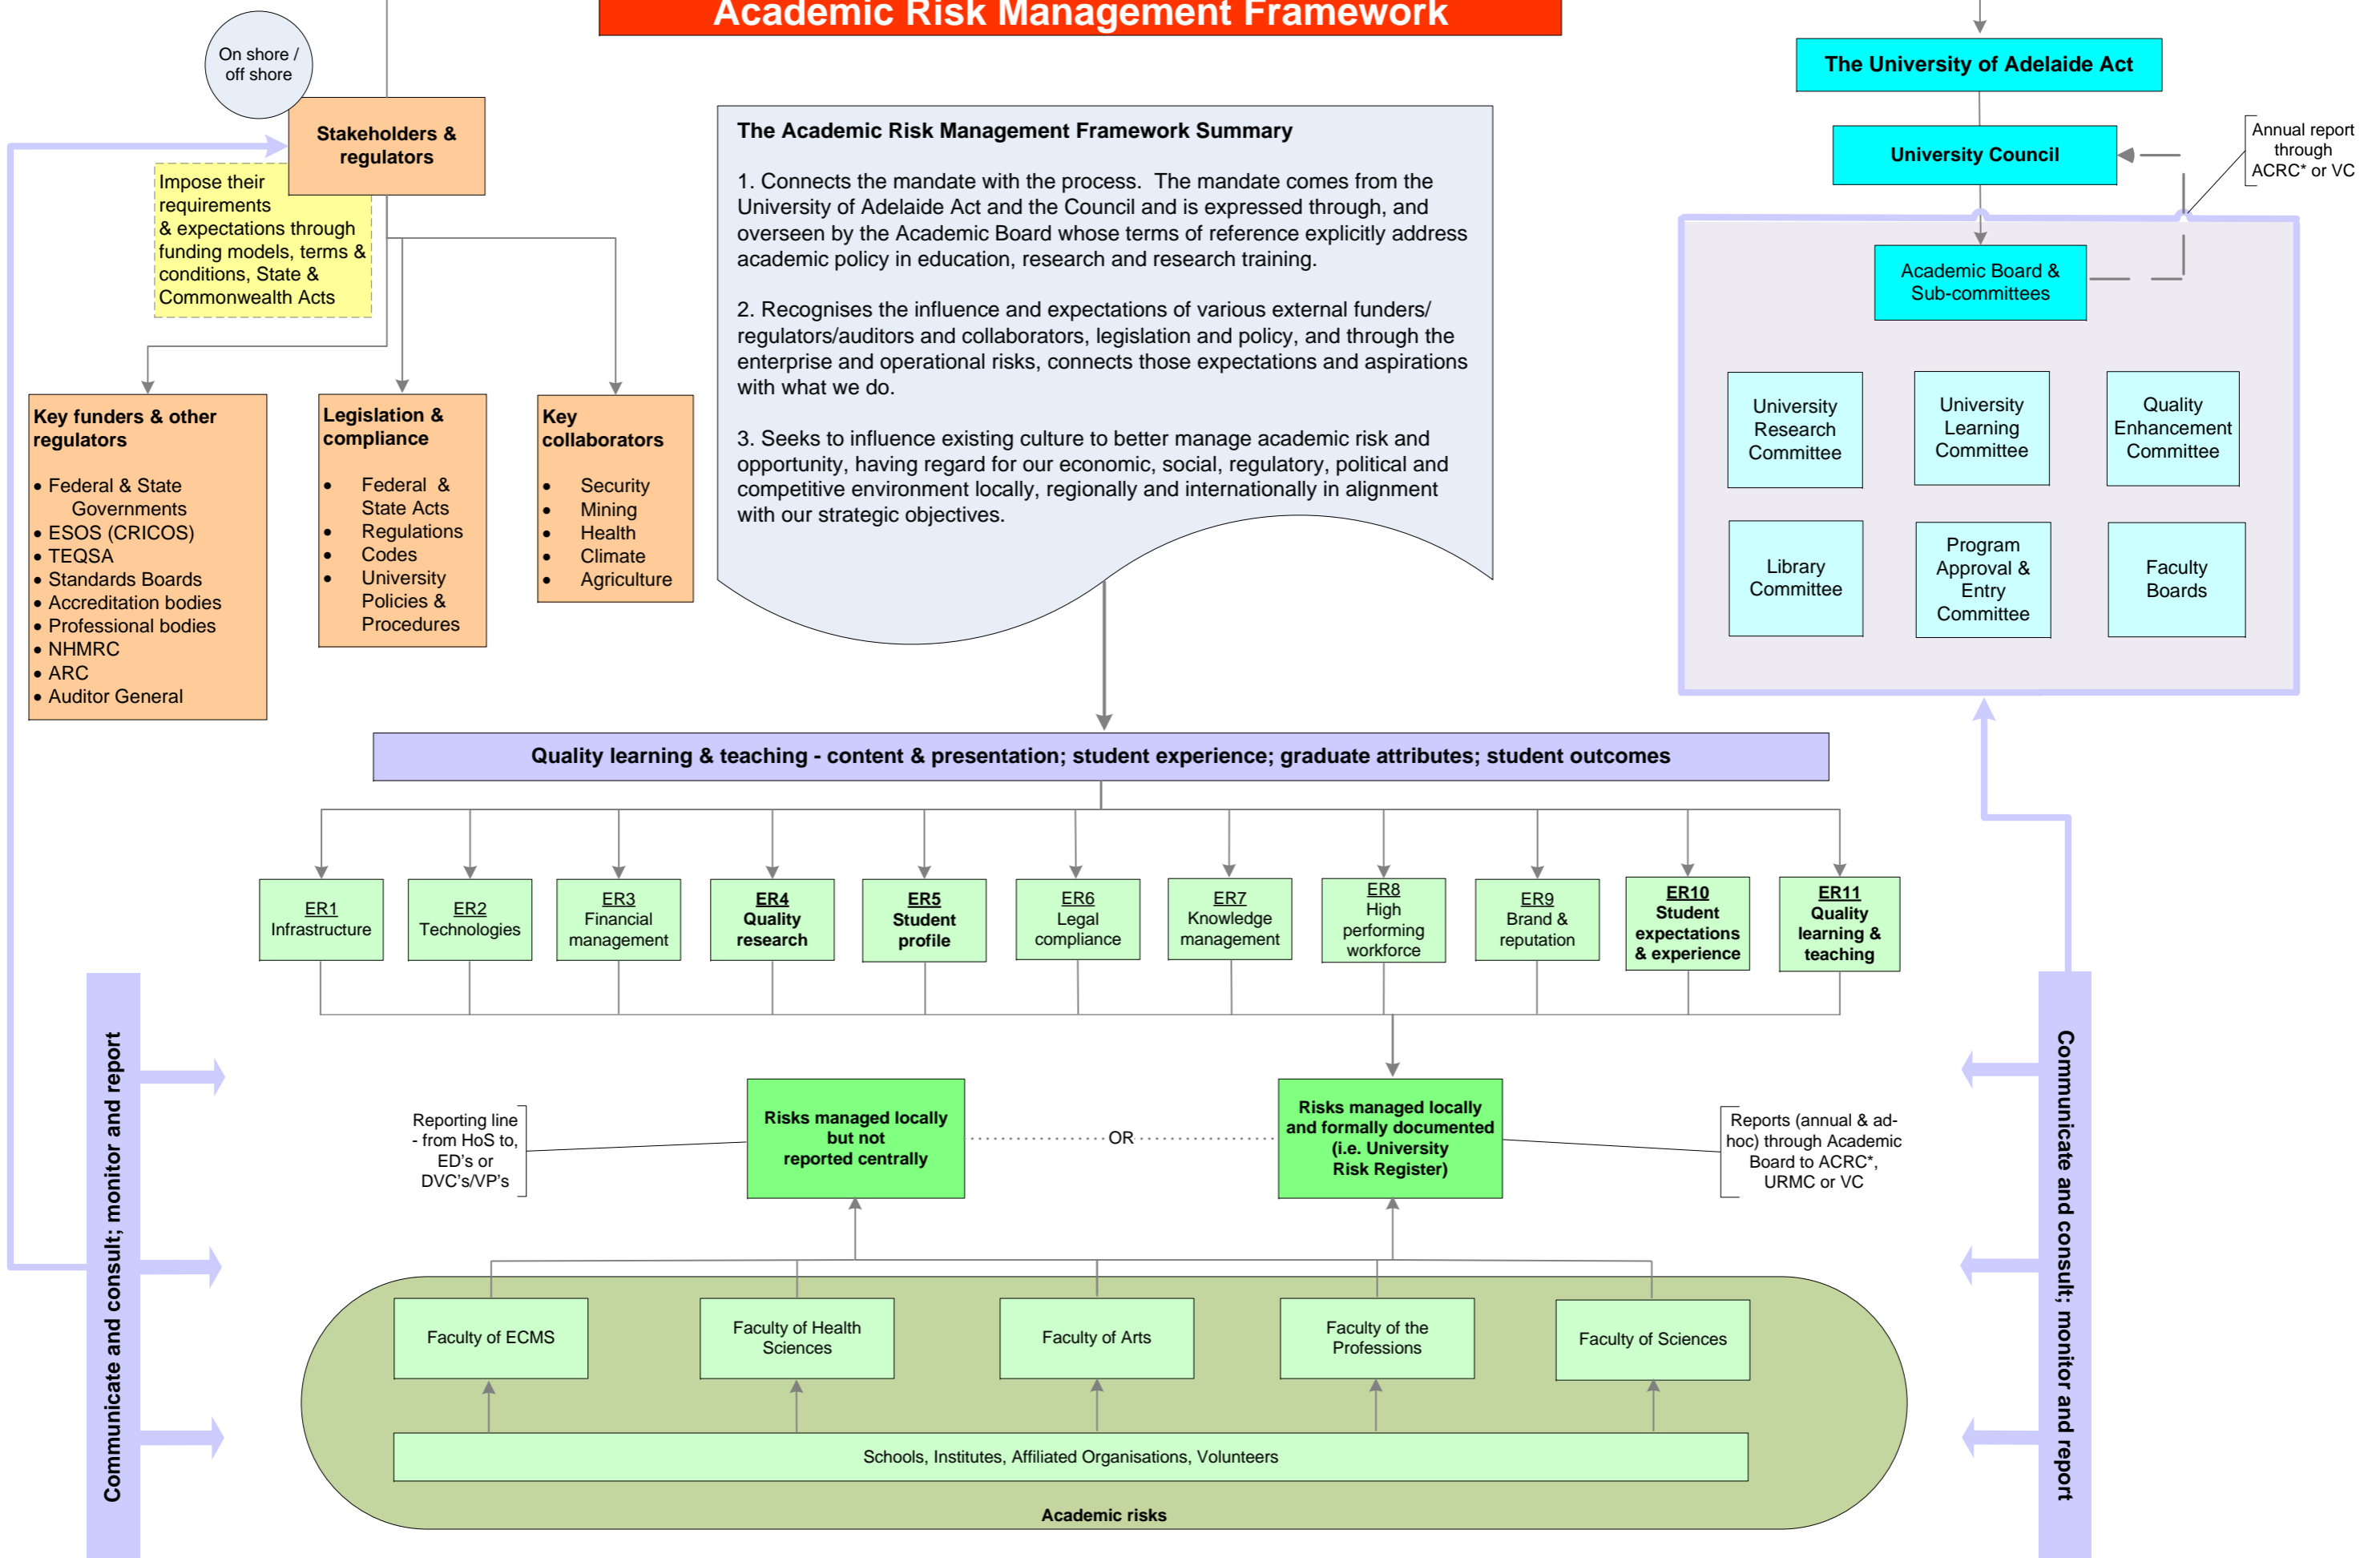 Academic Risk Management Framework
On shore /
off shore
Stakeholders &
regulators
Impose their
requirements
& expectations through
funding models, terms &
conditions, State &
Commonwealth Acts
Key funders & other
regulators
• Federal & State
Governments
• ESOS (CRICOS)
• TEQSA
• Standards Boards
• Accreditation bodies
• Professional bodies
• NHMRC
• ARC
• Auditor General
Legislation &
compliance
• Federal &
State Acts
• Regulations
• Codes
• University
Policies &
Procedures
Key
collaborators
• Security
• Mining
• Health
• Climate
• Agriculture
The Academic Risk Management Framework Summary
1. Connects the mandate with the process. The mandate comes from the
University of Adelaide Act and the Council and is expressed through, and
overseen by the Academic Board whose terms of reference explicitly address
academic policy in education, research and research training.
2. Recognises the influence and expectations of various external funders/
regulators/auditors and collaborators, legislation and policy, and through the
enterprise and operational risks, connects those expectations and aspirations
with what we do.
3. Seeks to influence existing culture to better manage academic risk and
opportunity, having regard for our economic, social, regulatory, political and
competitive environment locally, regionally and internationally in alignment
with our strategic objectives.
The University of Adelaide Act
University Council
Annual report
through
ACRC* or VC
Academic Board &
Sub-committees
University
Research
Committee
University
Learning
Committee
Quality
Enhancement
Committee
Library
Committee
Program
Approval &
Entry
Committee
Faculty
Boards
Quality learning & teaching - content & presentation; student experience; graduate attributes; student outcomes
ER1
Infrastructure
ER2
Technologies
ER3
Financial
management
ER4
Quality
research
ER5
Student
profile
ER6
Legal
compliance
ER7
Knowledge
management
ER8
High
performing
workforce
ER9
Brand &
reputation
ER10
Student
expectations
& experience
ER11
Quality
learning &
teaching
Communicate and consult; monitor and report
Reporting line
- from HoS to,
ED's or
DVC's/VP's
Risks managed locally
but not
reported centrally
OR
Risks managed locally
and formally documented
(i.e. University
Risk Register)
Reports (annual & ad-
hoc) through Academic
Board to ACRC*,
URMC or VC
Communicate and consult; monitor and report
Faculty of ECMS
Faculty of Health
Sciences
Faculty of Arts
Faculty of the
Professions
Faculty of Sciences
Schools, Institutes, Affiliated Organisations, Volunteers
Academic risks